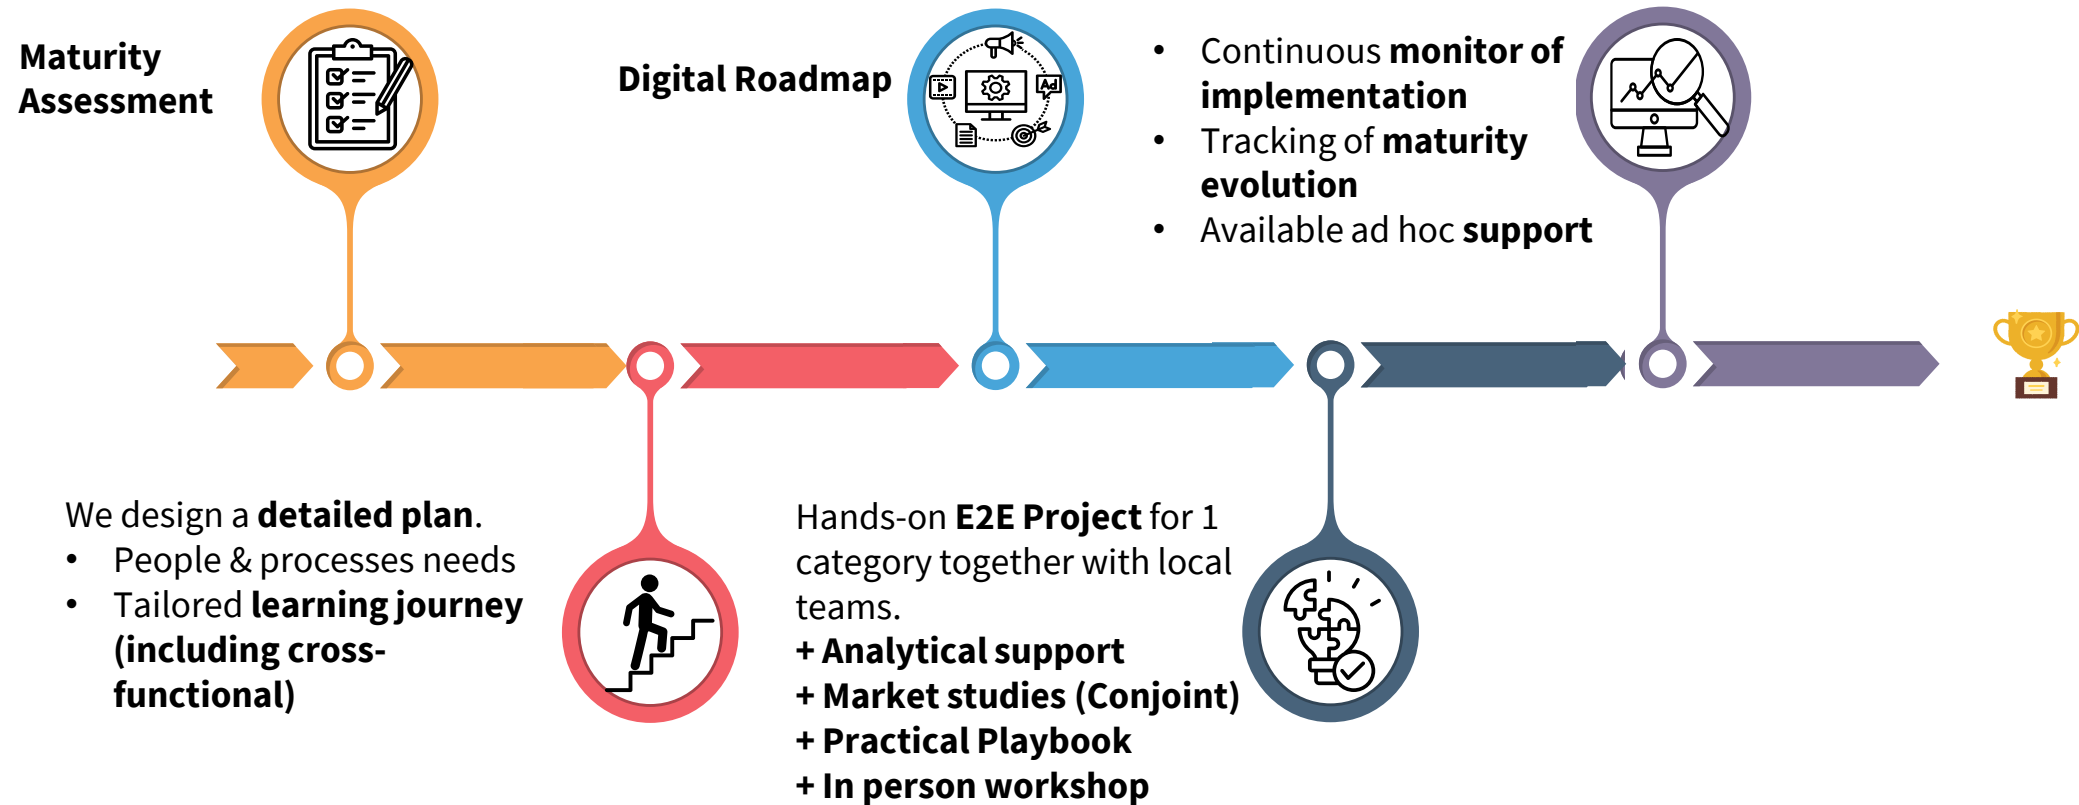 Maturity
Assessment
Digital Roadmap
Ad
• Continuous monitor of
implementation
• Tracking of maturity
evolution
• Available ad hoc support
We design a detailed plan.
• People & processes needs
• Tailored learning journey
(including cross-
functional)
Hands-on E2E Project for 1
category together with local
teams.
+ Analytical support
+ Market studies (Conjoint)
+ Practical Playbook
+ In person workshop